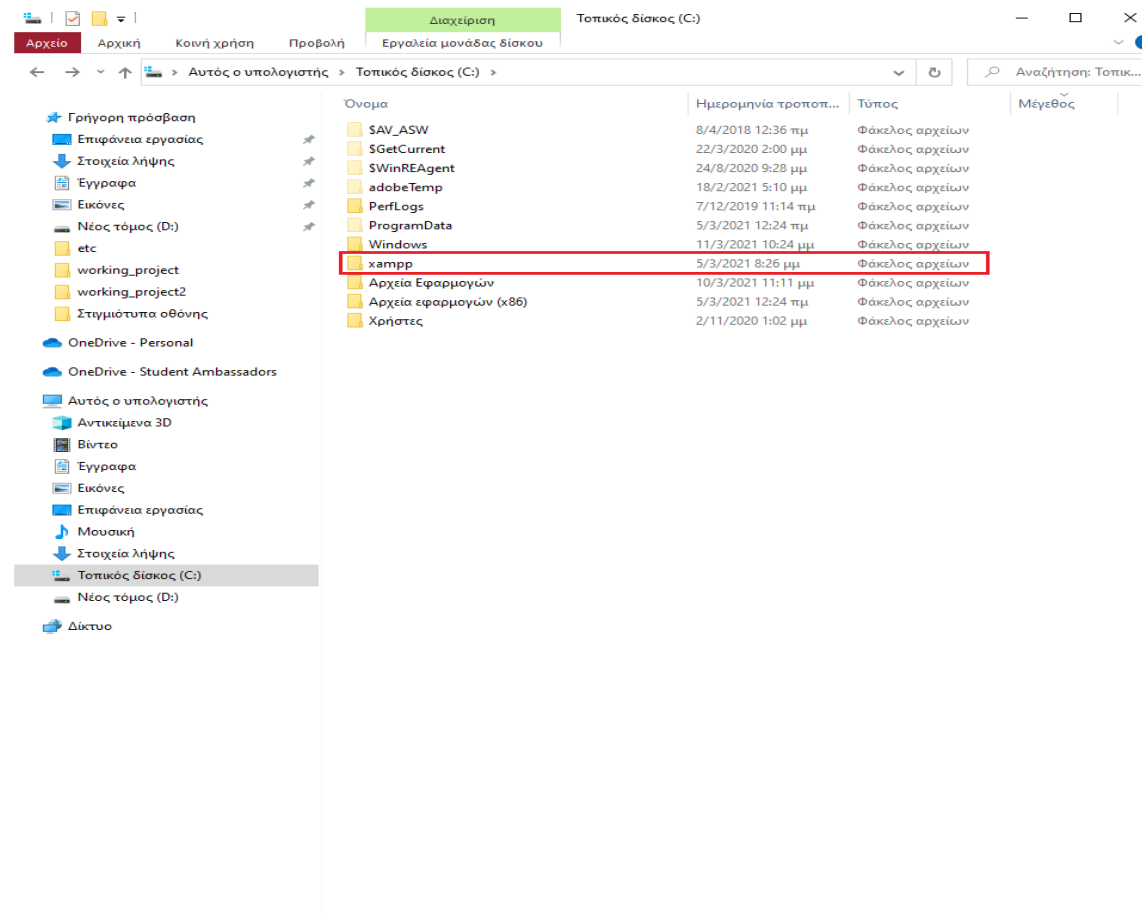 Διαχείριση
Τοπικός δίσκος (C:)
Αρχείο Αρχική Κοινή χρήση Προβολή Εργαλεία μονάδας δίσκου
Αυτός ο υπολογιστής > Τοπικός δίσκος (C:) >
Αναζήτηση: Τοπικ...
Γρήγορη πρόσβαση
Επιφάνεια εργασίας
Στοιχεία λήψης
Έγγραφα
Εικόνες
Νέος τόμος (D:)
etc
working_project
working_project2
Στιγμιότυπα οθόνης
OneDrive - Personal
OneDrive - Student Ambassadors
Αυτός ο υπολογιστής
Αντικείμενα 3D
Βίντεο
Έγγραφα
Εικόνες
Επιφάνεια εργασίας
Μουσική
Στοιχεία λήψης
Τοπικός δίσκος (C:)
Νέος τόμος (D:)
Δίκτυο
Όνομα Ημερομηνία τροποπ... Τύπος Μέγεθος
$AV_ASW 8/4/2018 12:36 πμ Φάκελος αρχείων
$GetCurrent 22/3/2020 2:00 μμ Φάκελος αρχείων
$WinREAgent 24/8/2020 9:28 μμ Φάκελος αρχείων
adobeTemp 18/2/2021 5:10 μμ Φάκελος αρχείων
PerfLogs 7/12/2019 11:14 πμ Φάκελος αρχείων
ProgramData 5/3/2021 12:24 πμ Φάκελος αρχείων
Windows 11/3/2021 10:24 μμ Φάκελος αρχείων
xampp 5/3/2021 8:26 μμ Φάκελος αρχείων
Αρχεία Εφαρμογών 10/3/2021 11:11 μμ Φάκελος αρχείων
Αρχεία εφαρμογών (x86) 5/3/2021 12:24 πμ Φάκελος αρχείων
Χρήστες 2/11/2020 1:02 μμ Φάκελος αρχείων